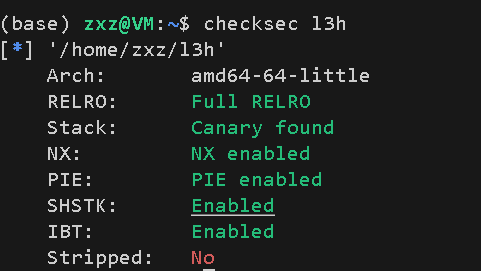 (base) zxz@VM:~$ checksec l3h
[*] '/home/zxz/l3h'
    Arch:       amd64-64-little
    RELRO:      Full RELRO
    Stack:      Canary found
    NX:         NX enabled
    PIE:        PIE enabled
    SHSTK:      Enabled
    IBT:        Enabled
    Stripped:   No